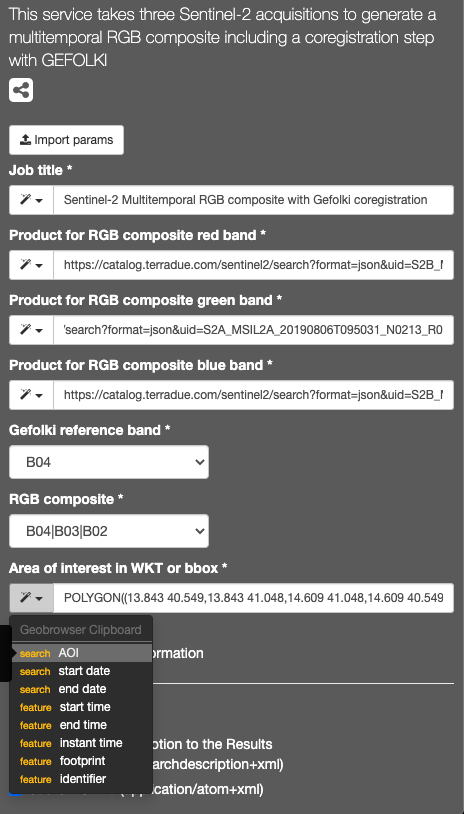 This service takes three Sentinel-2 acquisitions to generate a
multitemporal RGB composite including a coregistration step
with GEFOLKI
Import params
Job title *
Sentinel-2 Multitemporal RGB composite with Gefolki coregistration
Product for RGB composite red band *
https://catalog.terradue.com/sentinel2/search?format=json&uid=S2B_
Product for RGB composite green band *
search?format=json&uid=S2A_MSIL2A_20190806T095031_N0213_R0
Product for RGB composite blue band *
https://catalog.terradue.com/sentinel2/search?format=json&uid=S2B_
Gefolki reference band *
B04
RGB composite *
B04|B03|B02
Area of interest in WKT or bbox *
POLYGON((13.843 40.549,13.843 41.048,14.609 41.048,14.609 40.549
Geobrowser Clipboard
search AOI
rmation
search start date
search end date
feature start time
feature end time
feature instant time
ption to the Results
feature footprint
archdescription+xml)
feature identifier
(application/atom+xml)